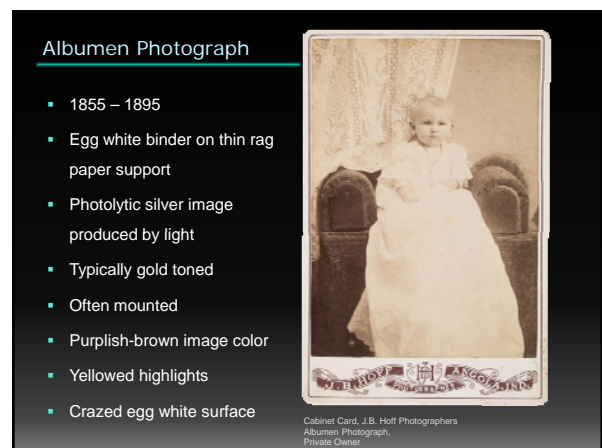 Albumen Photograph
1855 – 1895
Egg white binder on thin rag
paper support
Photolytic silver image
produced by light
Typically gold toned
Often mounted
Purplish-brown image color
Yellowed highlights
Crazed egg white surface
J. B. HOFF ANGOLA, IND.
PHOTOGRAPHER.
Cabinet Card, J.B. Hoff Photographers
Albumen Photograph,
Private Owner